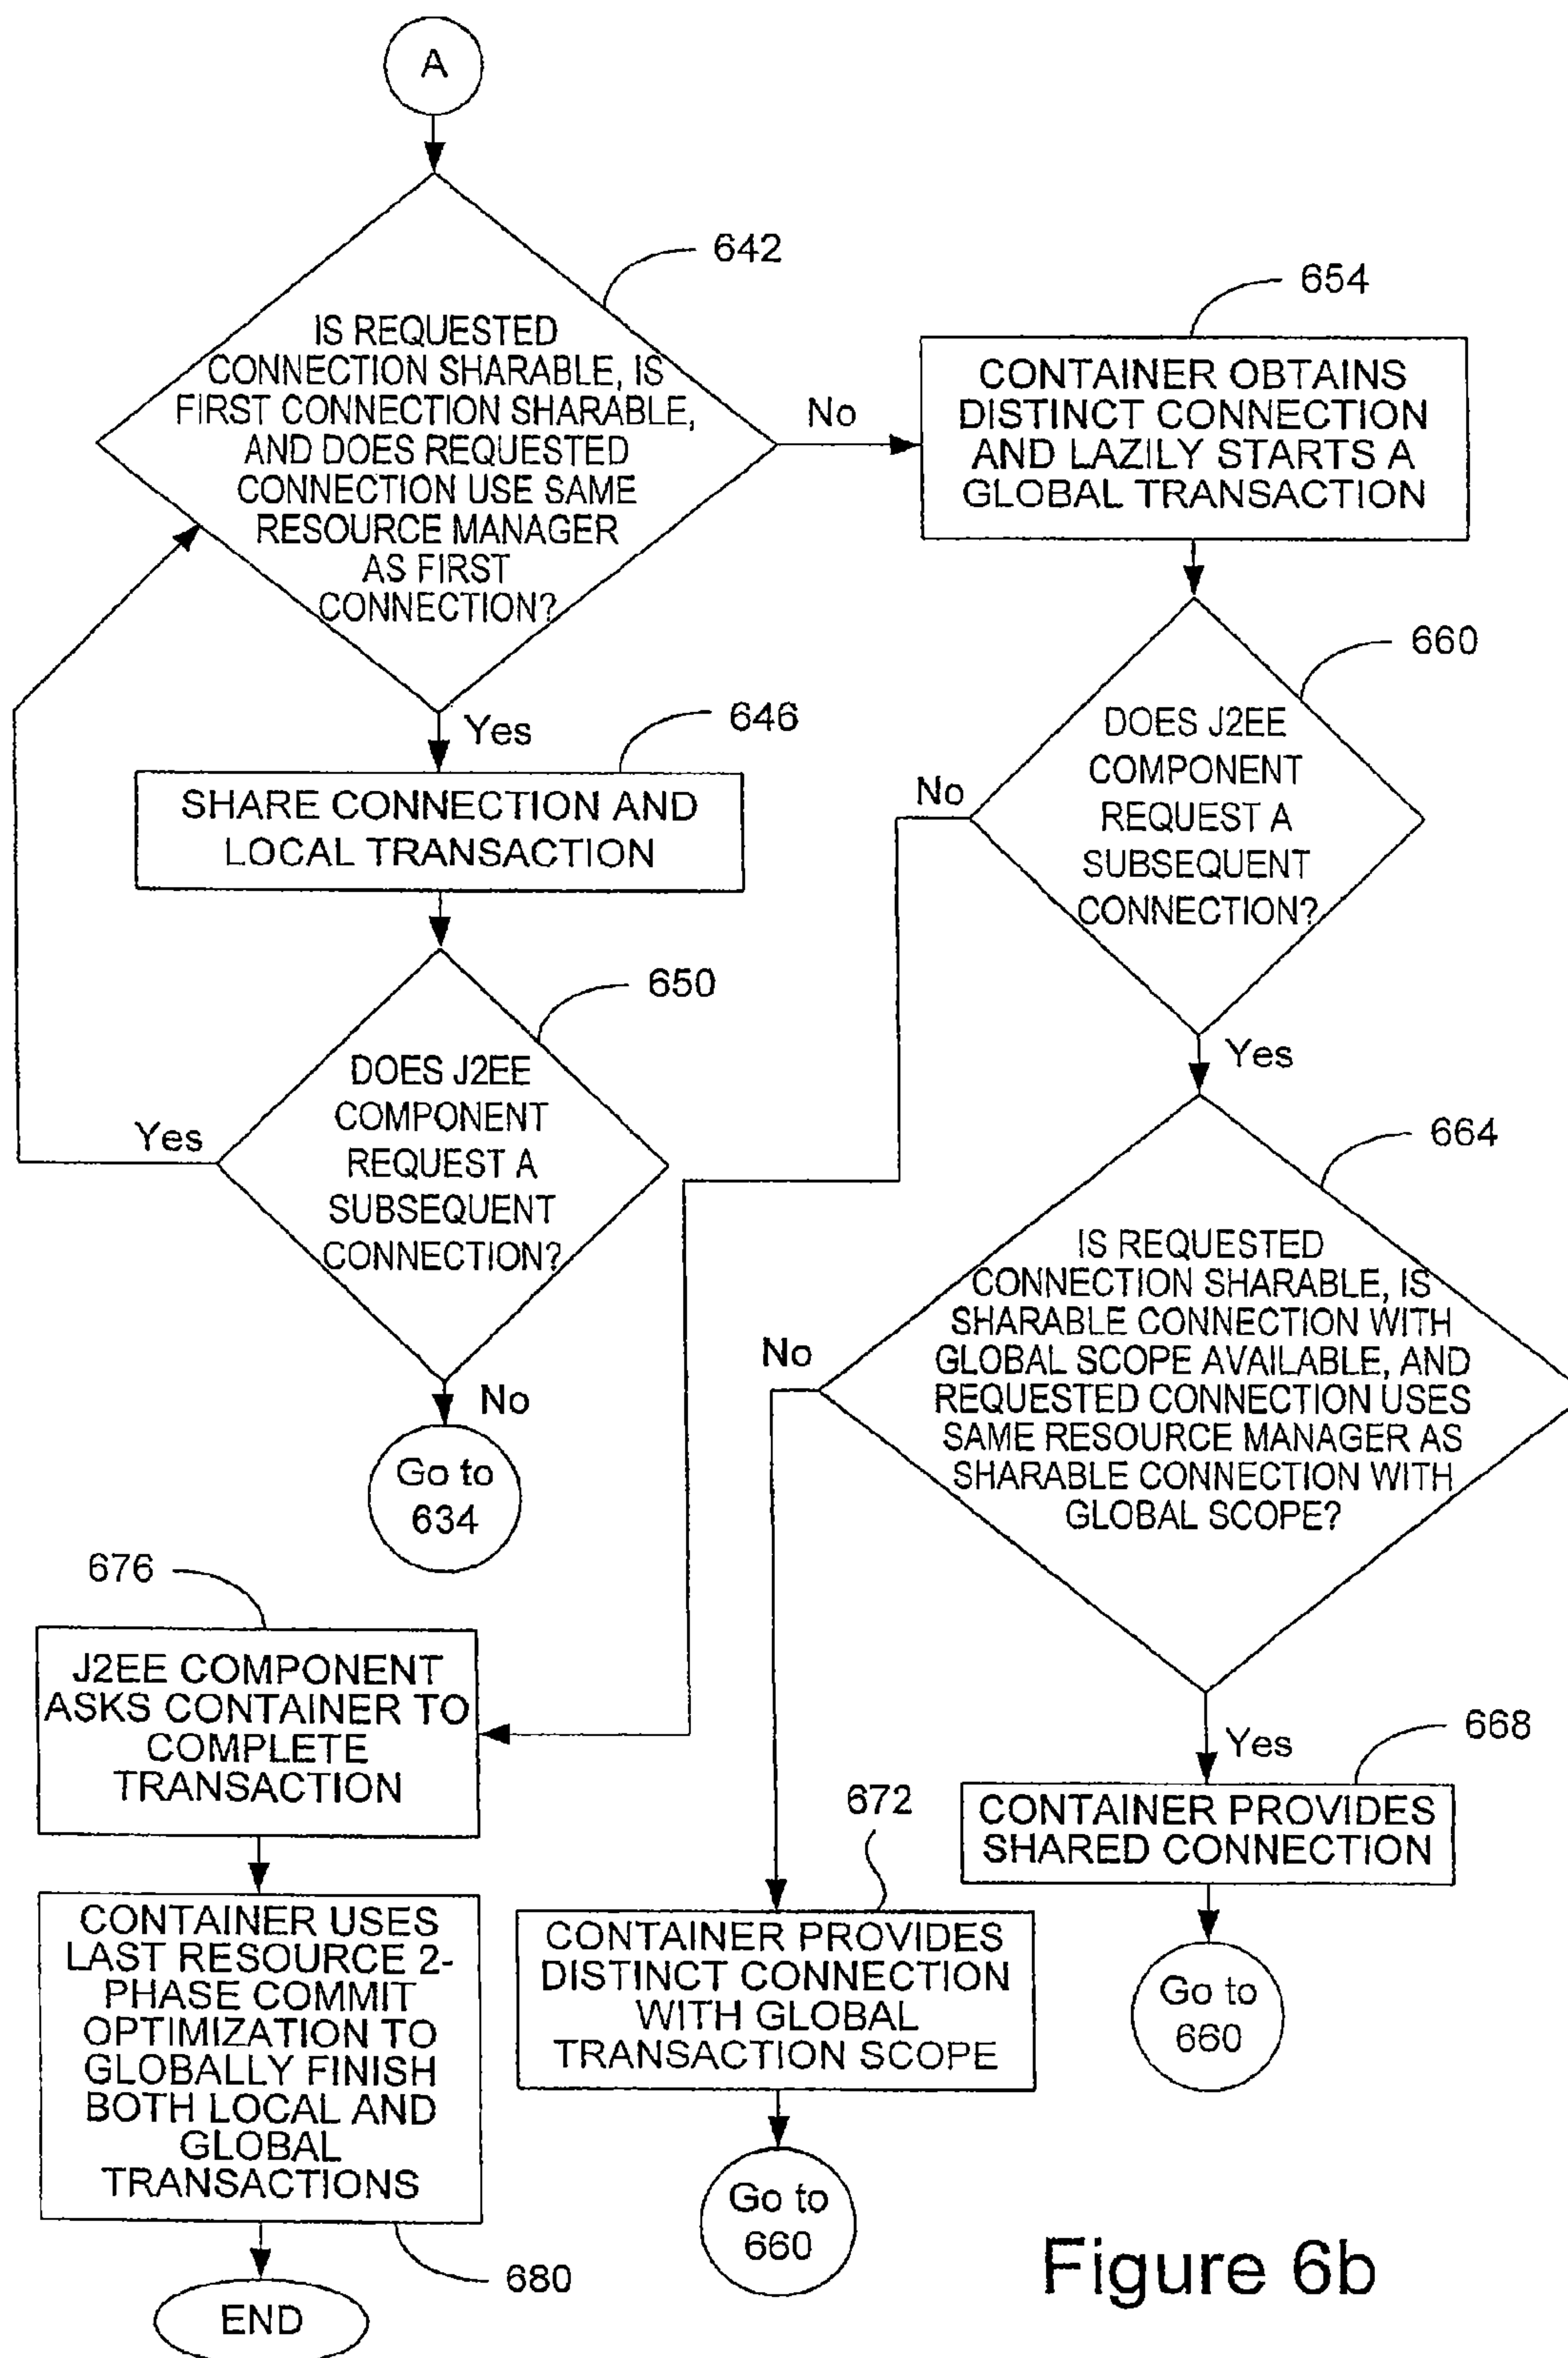 A
642
IS REQUESTED
CONNECTION SHARABLE, IS
FIRST CONNECTION SHARABLE,
AND DOES REQUESTED
CONNECTION USE SAME
RESOURCE MANAGER
AS FIRST
CONNECTION?
No
Yes
654
CONTAINER OBTAINS
DISTINCT CONNECTION
AND LAZILY STARTS A
GLOBAL TRANSACTION
646
SHARE CONNECTION AND
LOCAL TRANSACTION
660
DOES J2EE
COMPONENT
REQUEST A
SUBSEQUENT
CONNECTION?
No
Yes
650
DOES J2EE
COMPONENT
REQUEST A
SUBSEQUENT
CONNECTION?
Yes
No
Go to
634
664
IS REQUESTED
CONNECTION SHARABLE, IS
SHARABLE CONNECTION WITH
GLOBAL SCOPE AVAILABLE, AND
REQUESTED CONNECTION USES
SAME RESOURCE MANAGER AS
SHARABLE CONNECTION WITH
GLOBAL SCOPE?
No
Yes
676
J2EE COMPONENT
ASKS CONTAINER TO
COMPLETE
TRANSACTION
668
CONTAINER PROVIDES
SHARED CONNECTION
Go to
660
672
CONTAINER PROVIDES
DISTINCT CONNECTION
WITH GLOBAL
TRANSACTION SCOPE
Go to
660
CONTAINER USES
LAST RESOURCE 2-
PHASE COMMIT
OPTIMIZATION TO
GLOBALLY FINISH
BOTH LOCAL AND
GLOBAL
TRANSACTIONS
680
END
Figure 6b